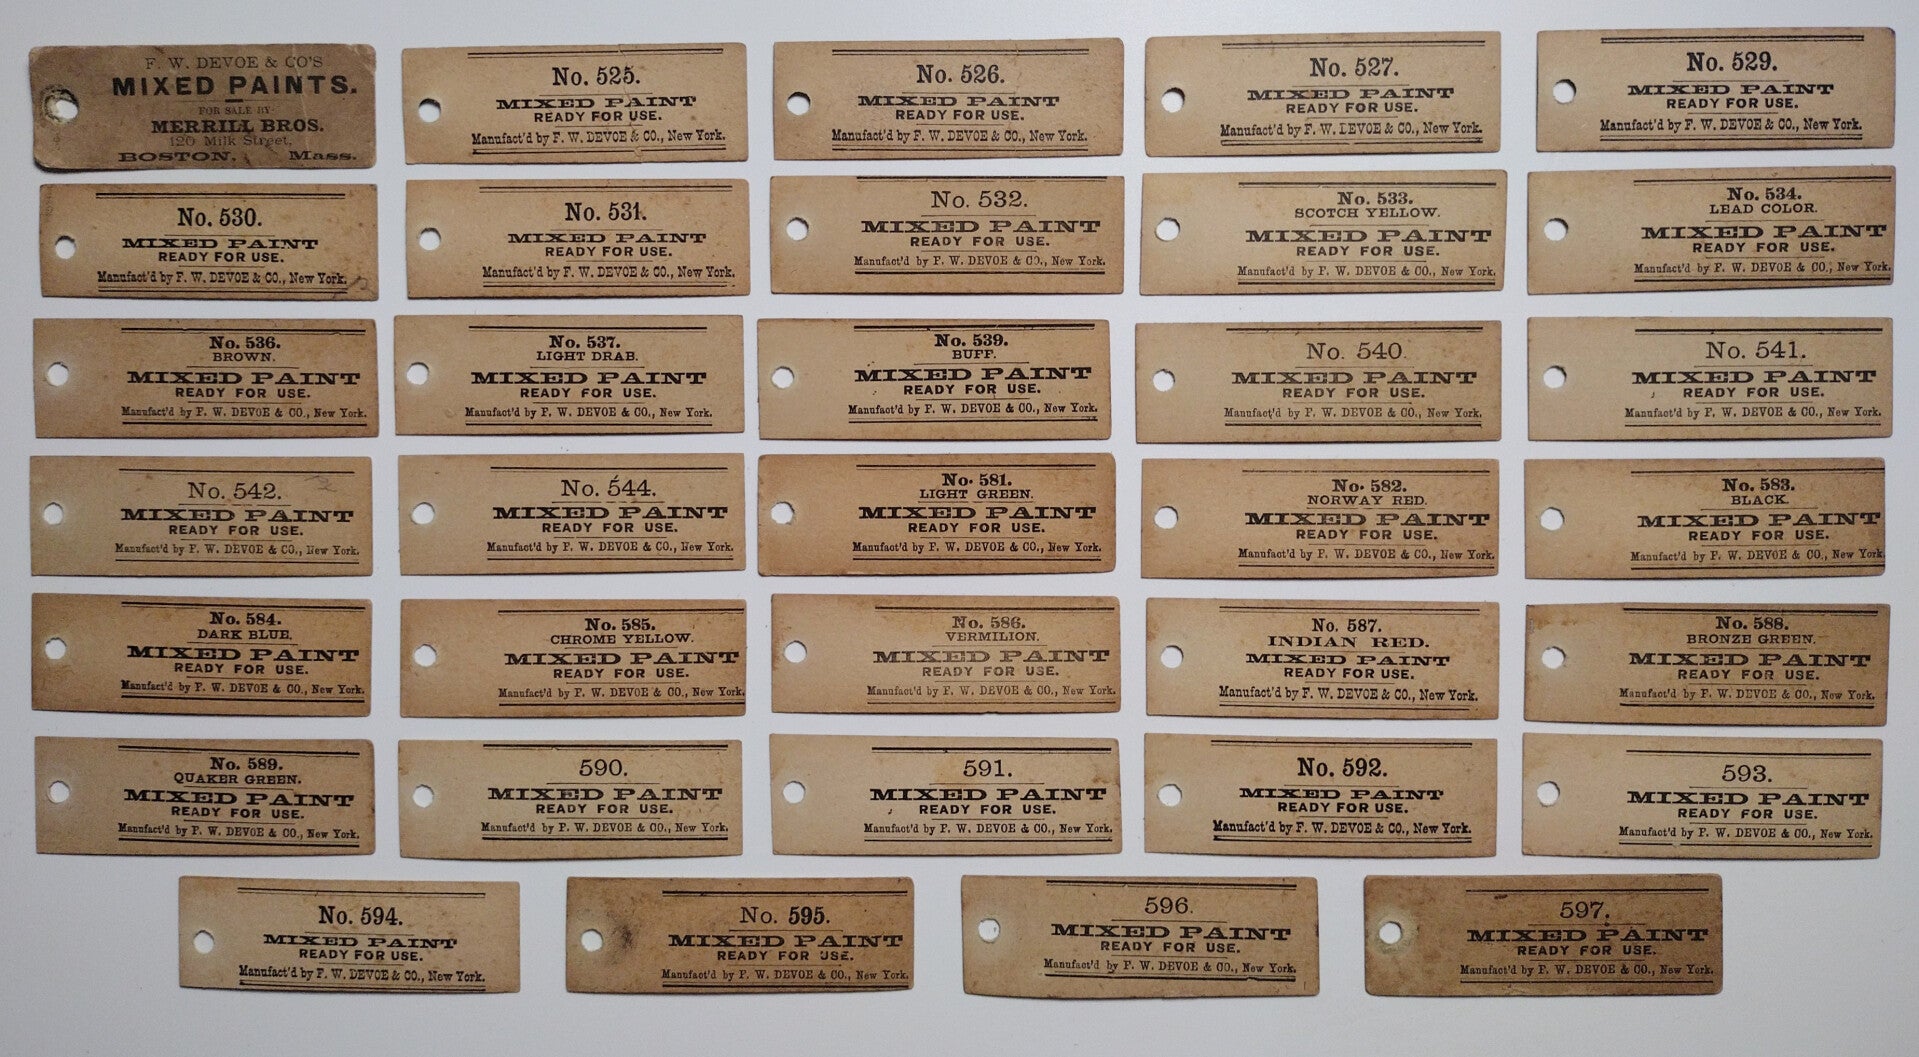 F. W. DEVOE & CO'S
MIXED PAINTS.
FOR SALE BY
MERRILL BROS.
120 Milk Street,
BOSTON, Mass.
No. 525.
MIXED PAINT
READY FOR USE.
Manufact'd by F. W. DEVOE & CO., New York.
No. 526.
MIXED PAINT
READY FOR USE.
Manufact'd by F. W. DEVOE & CO., New York.
No. 527.
MIXED PAINT
READY FOR USE.
Manufact'd by F. W. DEVOE & CO., New York.
No. 529.
MIXED PAINT
READY FOR USE.
Manufact'd by F. W. DEVOE & CO., New York.
No. 530.
MIXED PAINT
READY FOR USE.
Manufact'd by F. W. DEVOE & CO., New York.
No. 531.
MIXED PAINT
READY FOR USE.
Manufact'd by F. W. DEVOE & CO., New York.
No. 532.
MIXED PAINT
READY FOR USE.
Manufact'd by F. W. DEVOE & CO., New York.
No. 533.
SCOTCH YELLOW.
MIXED PAINT
READY FOR USE.
Manufact'd by F. W. DEVOE & CO., New York.
No. 534.
LEAD COLOR.
MIXED PAINT
READY FOR USE.
Manufact'd by F. W. DEVOE & CO., New York.
No. 536.
BROWN.
MIXED PAINT
READY FOR USE.
Manufact'd by F. W. DEVOE & CO., New York.
No. 537.
LIGHT DRAB.
MIXED PAINT
READY FOR USE.
Manufact'd by F. W. DEVOE & CO., New York.
No. 539.
BUFF.
MIXED PAINT
READY FOR USE.
Manufact'd by F. W. DEVOE & CO., New York.
No. 540.
MIXED PAINT
READY FOR USE.
Manufact'd by F. W. DEVOE & CO., New York.
No. 541.
MIXED PAINT
READY FOR USE.
Manufact'd by F. W. DEVOE & CO., New York.
No. 542.
MIXED PAINT
READY FOR USE.
Manufact'd by F. W. DEVOE & CO., New York.
No. 544.
MIXED PAINT
READY FOR USE.
Manufact'd by F. W. DEVOE & CO., New York.
No. 581.
LIGHT GREEN.
MIXED PAINT
READY FOR USE.
Manufact'd by F. W. DEVOE & CO., New York.
No. 582.
NORWAY RED.
MIXED PAINT
READY FOR USE.
Manufact'd by F. W. DEVOE & CO., New York.
No. 583.
BLACK.
MIXED PAINT
READY FOR USE.
Manufact'd by F. W. DEVOE & CO., New York
No. 584.
DARK BLUE.
MIXED PAINT
READY FOR USE.
Manufact'd by F. W. DEVOE & CO., New York.
No. 585.
CHROME YELLOW.
MIXED PAINT
READY FOR USE.
Manufact'd by F. W. DEVOE & CO., New York.
No. 586.
VERMILION.
MIXED PAINT
READY FOR USE.
Manufact'd by F. W. DEVOE & CO., New York.
No. 587.
INDIAN RED.
MIXED PAINT
READY FOR USE.
Manufact'd by F. W. DEVOE & CO., New York.
No. 588.
BRONZE GREEN.
MIXED PAINT
READY FOR USE.
Manufact'd by F. W. DEVOE & CO., New York.
No. 589.
QUAKER GREEN.
MIXED PAINT
READY FOR USE.
Manufact'd by F. W. DEVOE & CO., New York.
590.
MIXED PAINT
READY FOR USE.
Manufact'd by F. W. DEVOE & CO., New York.
591.
MIXED PAINT
READY FOR USE.
Manufact'd by F. W. DEVOE & CO., New York.
No. 592.
MIXED PAINT
READY FOR USE.
Manufact'd by F. W. DEVOE & CO., New York.
593.
MIXED PAINT
READY FOR USE.
Manufact'd by F. W. DEVOE & CO., New York.
No. 594.
MIXED PAINT
READY FOR USE.
Manufact'd by F. W. DEVOE & CO., New York.
No. 595.
MIXED PAINT
READY FOR USE.
Manufact'd by F. W. DEVOE & CO., New York.
596.
MIXED PAINT
READY FOR USE.
Manufact'd by F. W. DEVOE & CO., New York.
597.
MIXED PAINT
READY FOR USE.
Manufact'd by F. W. DEVOE & CO., New York.